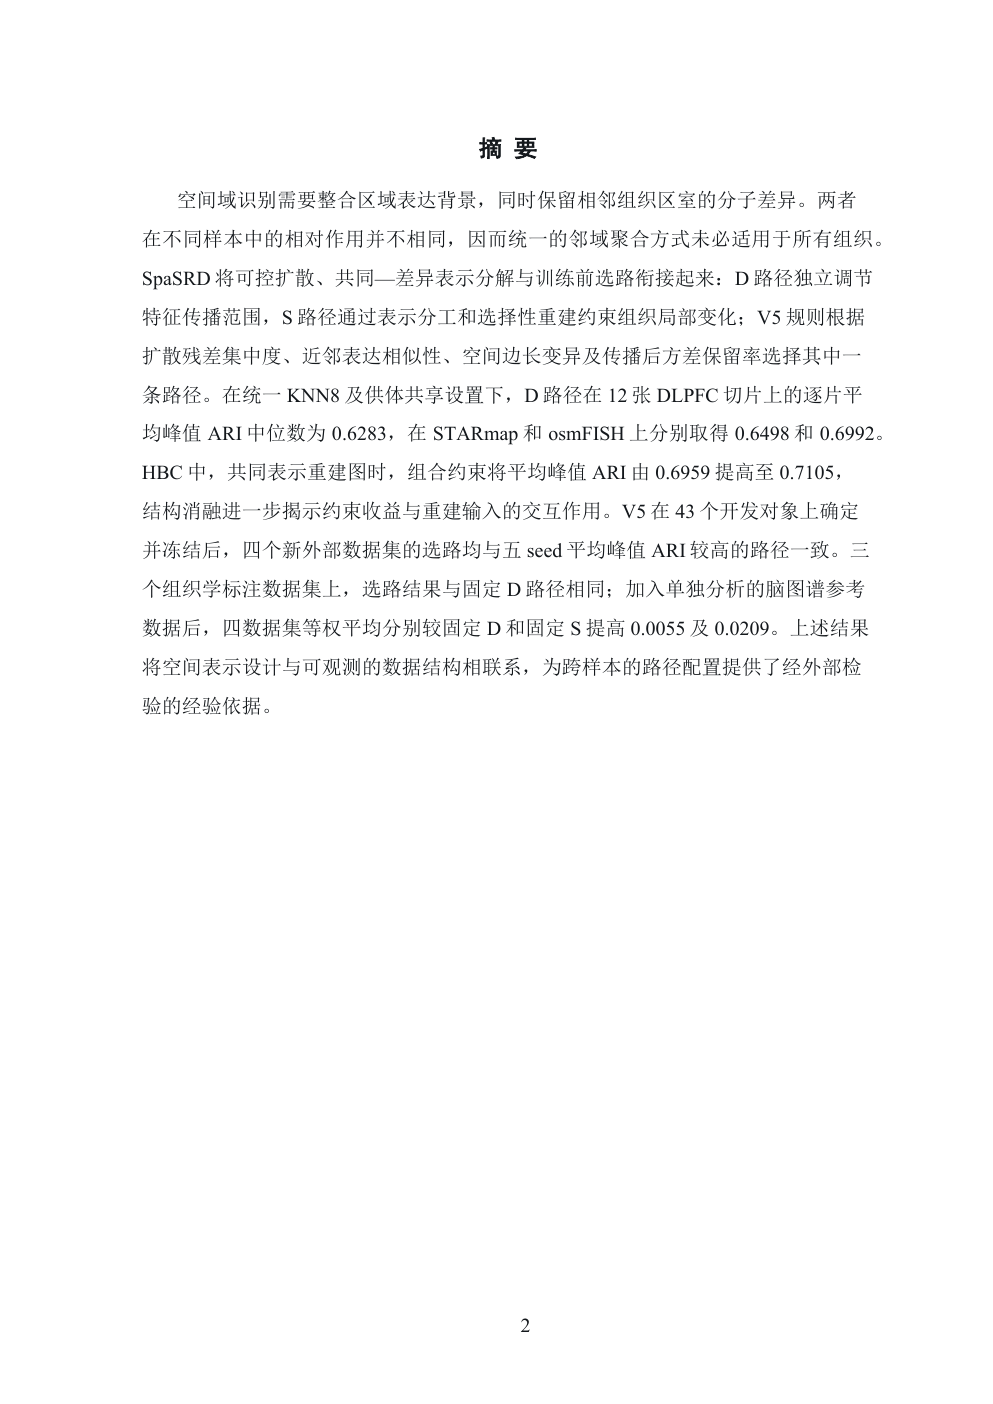 摘 要
空间域识别需要整合区域表达背景，同时保留相邻组织区室的分子差异。两者
在不同样本中的相对作用并不相同，因而统一的邻域聚合方式未必适用于所有组织。
SpaSRD 将可控扩散、共同—差异表示分解与训练前选路衔接起来：D 路径独立调节
特征传播范围，S 路径通过表示分工和选择性重建约束组织局部变化；V5 规则根据
扩散残差集中度、近邻表达相似性、空间边长变异及传播后方差保留率选择其中一
条路径。在统一 KNN8 及供体共享设置下，D 路径在 12 张 DLPFC 切片上的逐片平
均峰值 ARI 中位数为 0.6283，在 STARmap 和 osmFISH 上分别取得 0.6498 和 0.6992。
HBC 中，共同表示重建图时，组合约束将平均峰值 ARI 由 0.6959 提高至 0.7105，
结构消融进一步揭示约束收益与重建输入的交互作用。V5 在 43 个开发对象上确定
并冻结后，四个新外部数据集的选路均与五 seed 平均峰值 ARI 较高的路径一致。三
个组织学标注数据集上，选路结果与固定 D 路径相同；加入单独分析的脑图谱参考
数据后，四数据集等权平均分别较固定 D 和固定 S 提高 0.0055 及 0.0209。上述结果
将空间表示设计与可观测的数据结构相联系，为跨样本的路径配置提供了经外部检
验的经验依据。
2